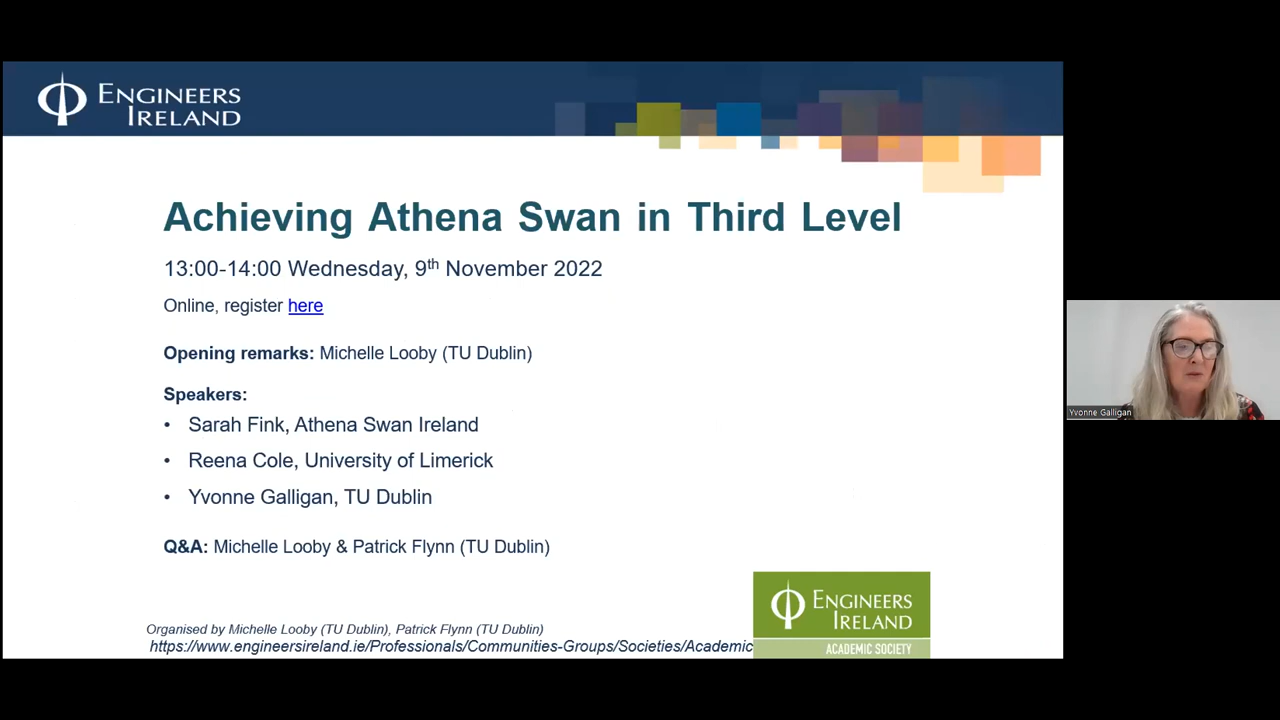 ENGINEERS
IRELAND
Achieving Athena Swan in Third Level
13:00-14:00 Wednesday, 9th November 2022
Online, register here
Opening remarks: Michelle Looby (TU Dublin)
Speakers:
• Sarah Fink, Athena Swan Ireland
• Reena Cole, University of Limerick
• Yvonne Galligan, TU Dublin
Q&A: Michelle Looby & Patrick Flynn (TU Dublin)
Organised by Michelle Looby (TU Dublin), Patrick Flynn (TU Dublin)
https://www.engineersireland.ie/Professionals/Communities-Groups/Societies/Academic
ENGINEERS
IRELAND
ACADEMIC SOCIETY
Yvonne Galligan